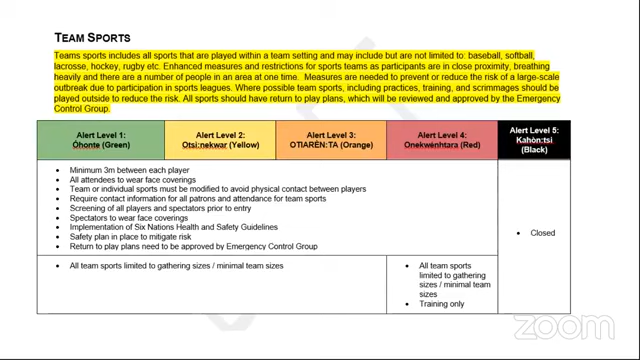 TEAM SPORTS
Teams sports includes all sports that are played within a team setting and may include but are not limited to: baseball, softball,
lacrosse, hockey, rugby etc. Enhanced measures and restrictions for sports teams as participants are in close proximity, breathing
heavily and there are a number of people in an area at one time. Measures are needed to prevent or reduce the risk of a large-scale
outbreak due to participation in sports leagues. Where possible team sports, including practices, training, and scrimmages should be
played outside to reduce the risk. All sports should have return to play plans, which will be reviewed and approved by the Emergency
Control Group.
Alert Level 1:
Óhonte (Green)
Alert Level 2:
Otsi:nekwar (Yellow)
Alert Level 3:
OTIARÈN:TA (Orange)
Alert Level 4:
Onekwénhtara (Red)
Alert Level 5:
Kahòn:tsi
(Black)
• Minimum 3m between each player
• All attendees to wear face coverings
• Team or individual sports must be modified to avoid physical contact between players
• Require contact information for all patrons and attendance for team sports
• Screening of all players and spectators prior to entry
• Spectators to wear face coverings
• Implementation of Six Nations Health and Safety Guidelines
• Safety plan in place to mitigate risk
• Return to play plans need to be approved by Emergency Control Group
• Closed
• All team sports limited to gathering sizes / minimal team sizes
• All team sports
limited to gathering
sizes / minimal team
sizes
• Training only
zoom